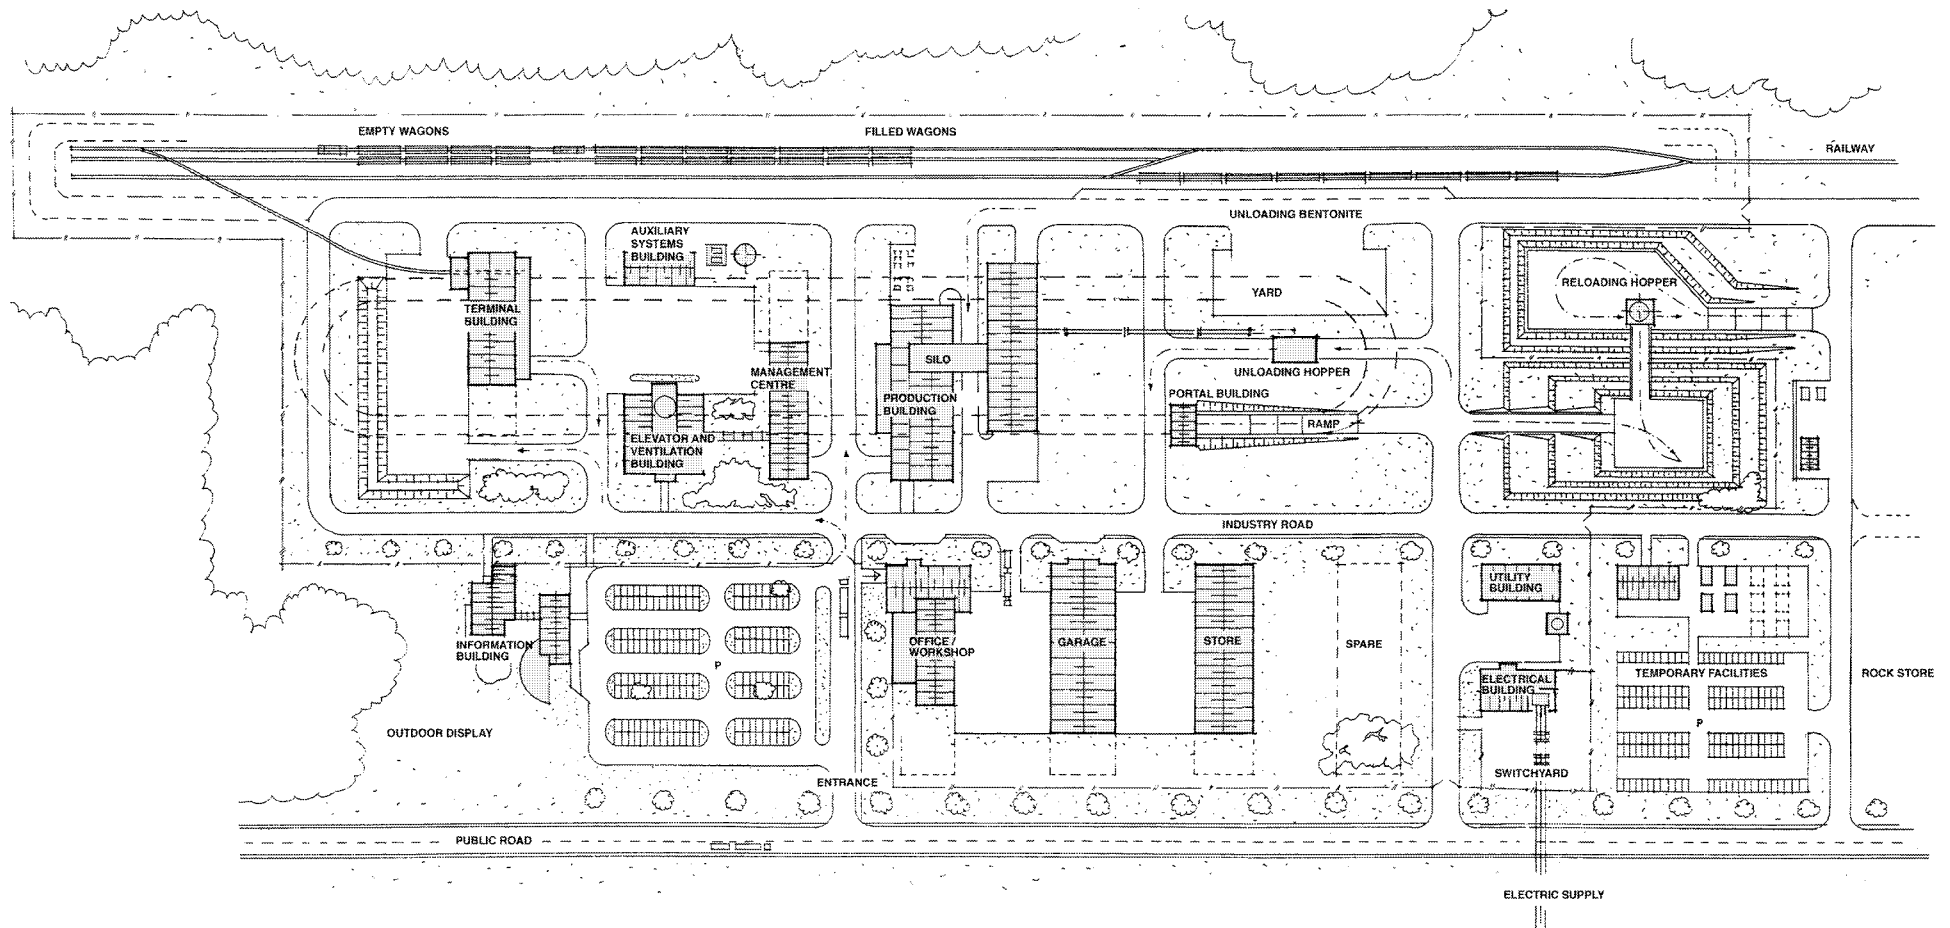 EMPTY WAGONS
FILLED WAGONS
RAILWAY
UNLOADING BENTONITE
AUXILIARY
SYSTEMS
BUILDING
RELOADING HOPPER
YARD
TERMINAL
BUILDING
SILO
MANAGEMENT
CENTRE
UNLOADING HOPPER
PORTAL BUILDING
PRODUCTION
BUILDING
RAMP
ELEVATOR AND
VENTILATION
BUILDING
INDUSTRY ROAD
UTILITY
BUILDING
INFORMATION
BUILDING
OFFICE /
WORKSHOP
GARAGE
STORE
SPARE
P
ELECTRICAL
BUILDING
TEMPORARY FACILITIES
ROCK STORE
P
OUTDOOR DISPLAY
SWITCHYARD
ENTRANCE
PUBLIC ROAD
ELECTRIC SUPPLY